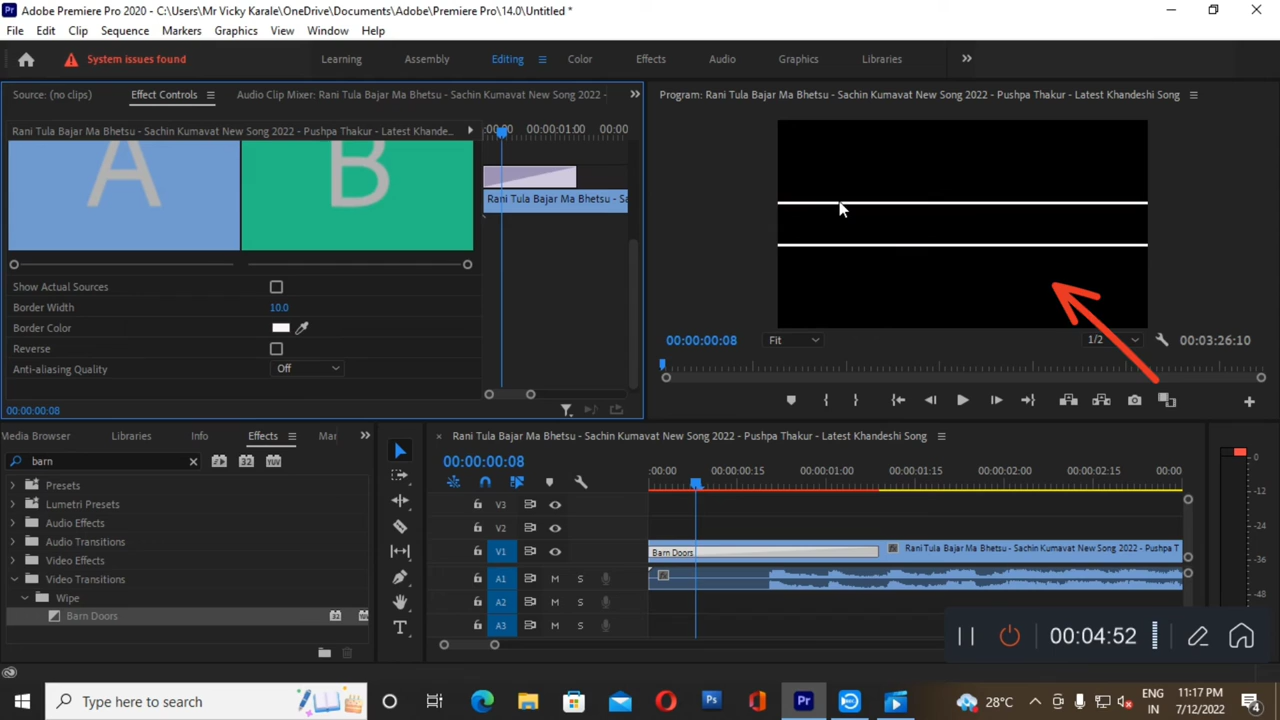 Adobe Premiere Pro 2020 - C:\Users\Mr Vicky Karale\OneDrive\Documents\Adobe\Premiere Pro\14.0\Untitled *
File Edit Clip Sequence Markers Graphics View Window Help
System issues found Learning Assembly Editing Color Effects Audio Graphics Libraries
Source: (no clips) Effect Controls Audio Clip Mixer: Rani Tula Bajar Ma Bhetsu - Sachin Kumavat New Song 2022 -
Program: Rani Tula Bajar Ma Bhetsu - Sachin Kumavat New Song 2022 - Pushpa Thakur - Latest Khandeshi Song
Rani Tula Bajar Ma Bhetsu - Sachin Kumavat New Song 2022 - Pushpa Thakur - Latest Khande...
:00:00 00:00:01:00 00:00
A B
Rani Tula Bajar Ma Bhetsu - Sa
Show Actual Sources
Border Width 10.0
Border Color
Reverse
Anti-aliasing Quality Off
00:00:00:08
00:00:00:08 Fit 1/2 00:03:26:10
Media Browser Libraries Info Effects Mar
barn
Presets
Lumetri Presets
Audio Effects
Audio Transitions
Video Effects
Video Transitions
Wipe
Barn Doors
× Rani Tula Bajar Ma Bhetsu - Sachin Kumavat New Song 2022 - Pushpa Thakur - Latest Khandeshi Song
00:00:00:08
:00:00 00:00:00:15 00:00:01:00 00:00:01:15 00:00:02:00 00:00:02:15 00:00
V3
V2
V1 Barn Doors Rani Tula Bajar Ma Bhetsu - Sachin Kumavat New Song 2022 - Pushpa T
A1 M S
A2 M S
A3 M S
0
-12
-24
-36
-48
00:04:52
Type here to search
28°C
ENG
IN
11:17 PM
7/12/2022
4